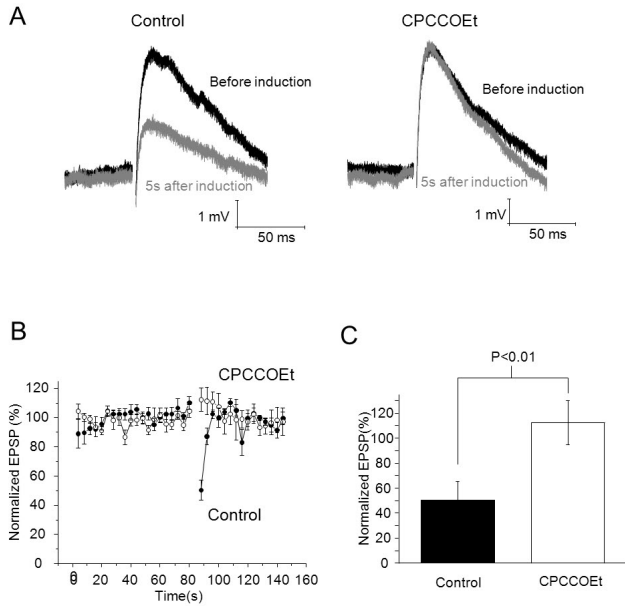 A
Control
CPCCOEt
Before induction
5s after induction
1 mV
50 ms
Before induction
5s after induction
1 mV
50 ms
B
CPCCOEt
Control
Normalized EPSP (%)
120
100
80
60
40
20
0
0 20 40 60 80 100 120 140 160
0
Time(s)
C
P<0.01
Normalized EPSP(%)
120
100
80
60
40
20
0
Control
CPCCOEt